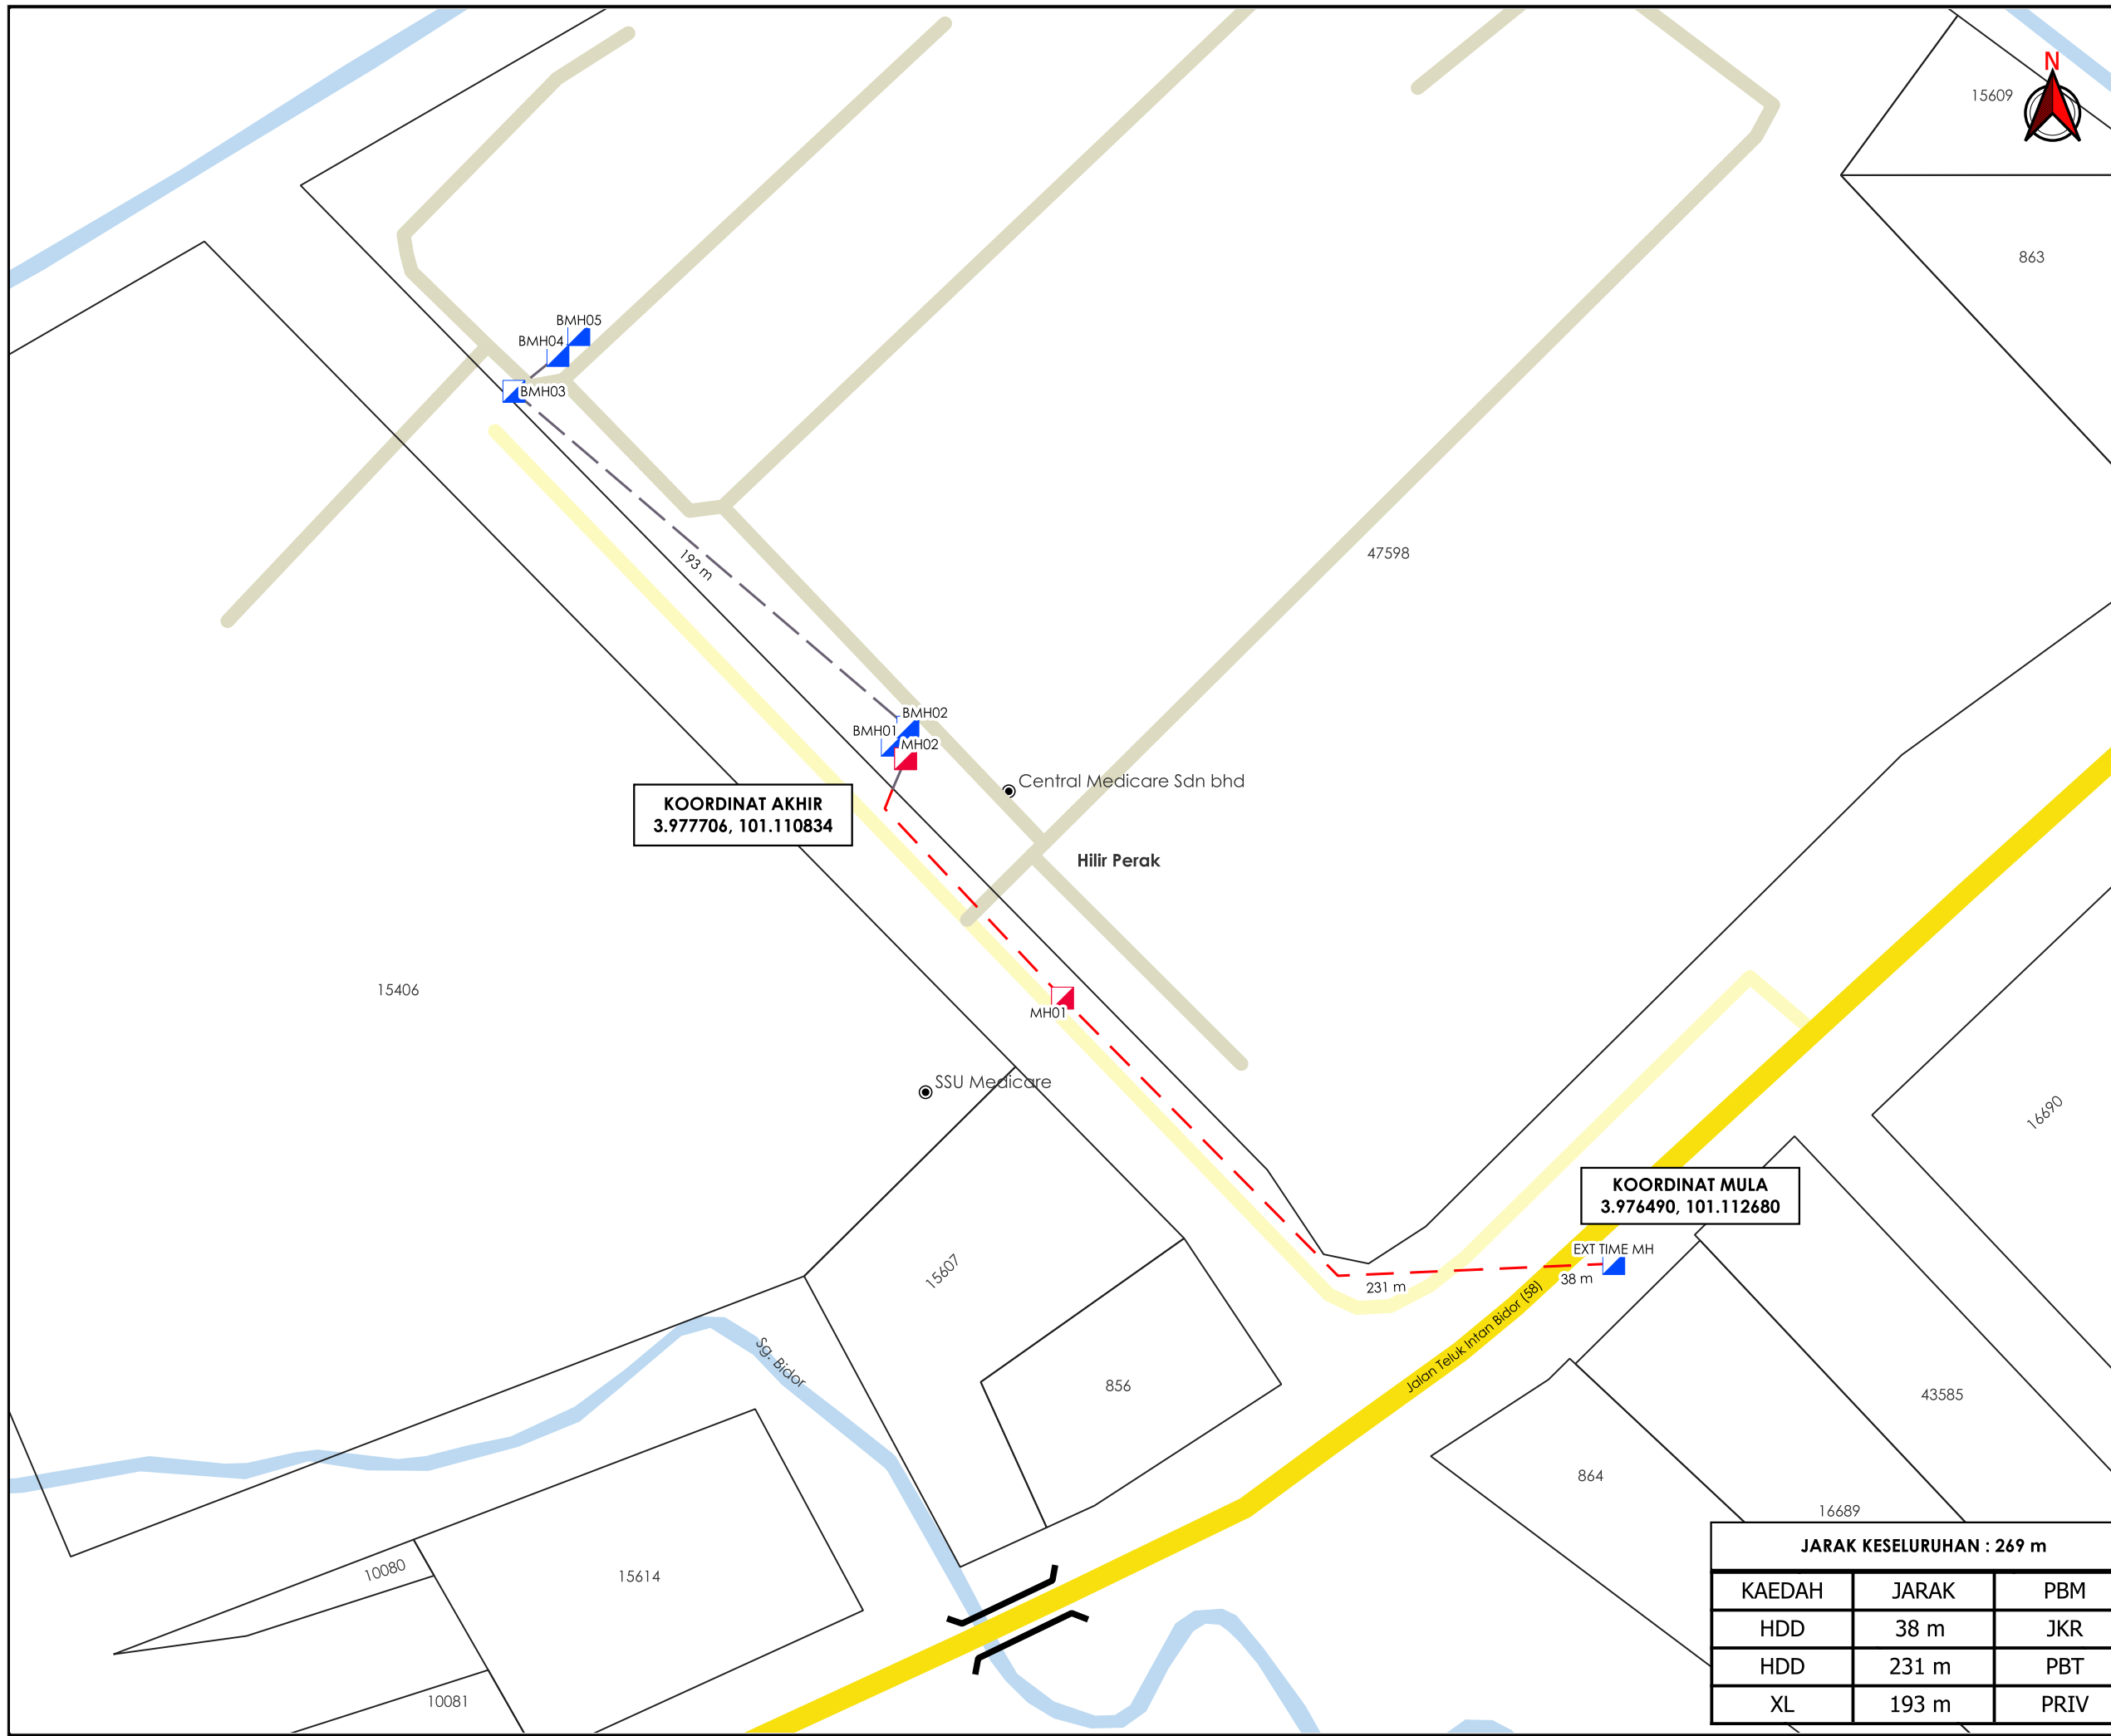 N
15609
863
BMH05
BMH04
BMH03
47598
193 m
BMH02
BMH01
MH02
Central Medicare Sdn bhd
KOORDINAT AKHIR
3.977706, 101.110834
Hilir Perak
15406
MH01
SSU Medicare
16690
KOORDINAT MULA
3.976490, 101.112680
EXT TIME MH
38 m
231 m
15607
Jalan Teluk Intan Bidor (58)
Sg. Bidor
856
43585
864
16689
10080
15614
10081
JARAK KESELURUHAN : 269 m
KAEDAH JARAK PBM
HDD 38 m JKR
HDD 231 m PBT
XL 193 m PRIV